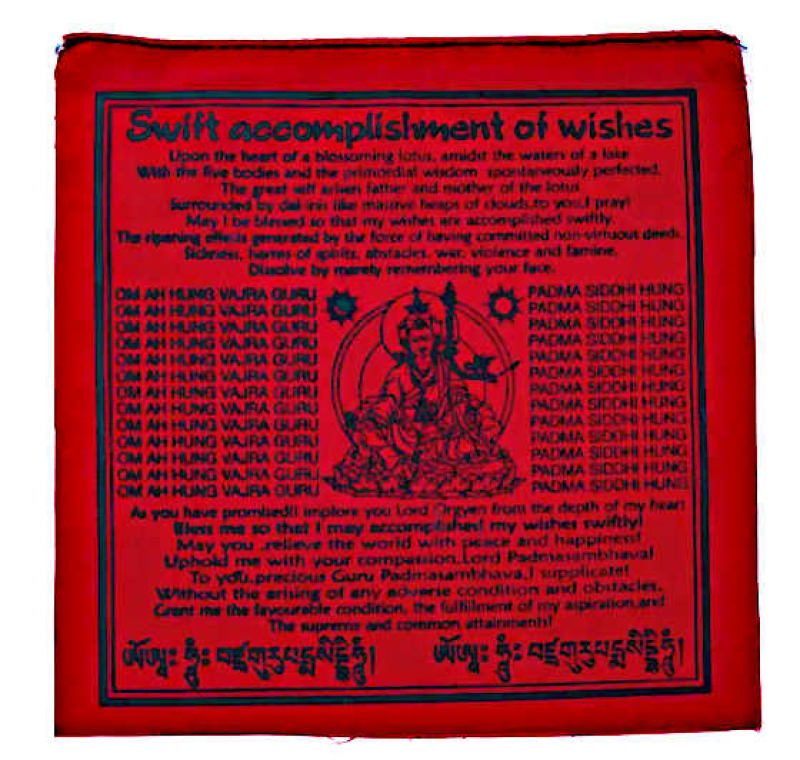 Swift accomplishment of wishes
Upon the heart of a blossoming lotus, amidst the waters of a lake
With the five bodies and the primordial wisdom spontaneously perfected,
The great self arisen father and mother of the lotus
Surrounded by dakinis like massive heaps of clouds,to you,I pray!
May I be blessed so that my wishes are accomplished swiftly.
The ripening effects generated by the force of having committed non-virtuous deeds.
Sickness, harms of spirits, obstacles, war, violence and famine,
Dissolve by merely remembering your face.
OM AH HUNG VAJRA GURU PADMA SIDDHI HUNG
OM AH HUNG VAJRA GURU PADMA SIDDHI HUNG
OM AH HUNG VAJRA GURU PADMA SIDDHI HUNG
OM AH HUNG VAJRA GURU PADMA SIDDHI HUNG
OM AH HUNG VAJRA GURU PADMA SIDDHI HUNG
OM AH HUNG VAJRA GURU PADMA SIDDHI HUNG
OM AH HUNG VAJRA GURU PADMA SIDDHI HUNG
OM AH HUNG VAJRA GURU PADMA SIDDHI HUNG
OM AH HUNG VAJRA GURU PADMA SIDDHI HUNG
OM AH HUNG VAJRA GURU PADMA SIDDHI HUNG
OM AH HUNG VAJRA GURU PADMA SIDDHI HUNG
OM AH HUNG VAJRA GURU PADMA SIDDHI HUNG
OM AH HUNG VAJRA GURU PADMA SIDDHI HUNG
As you have promised!I implore you Lord Orgyen from the depth of my heart
Bless me so that I may accomplished my wishes swiftly!
May you ,relieve the world with peace and happiness!
Uphold me with your compassion,Lord Padmasambhava!
To you,precious Guru Padmasambhava,I supplicate!
Without the arising of any adverse condition and obstacles,
Grant me the favourable condition, the fulfillment of my aspiration,and
The supreme and common attainments!
ཨོཾ་ཨཱཿ ཧཱུྃ༔ བཛྲ་གུ་རུ་པདྨ་སིདྡྷི་ཧཱུྃ། ཨོཾ་ཨཱཿ ཧཱུྃ༔ བཛྲ་གུ་རུ་པདྨ་སིདྡྷི་ཧཱུྃ།